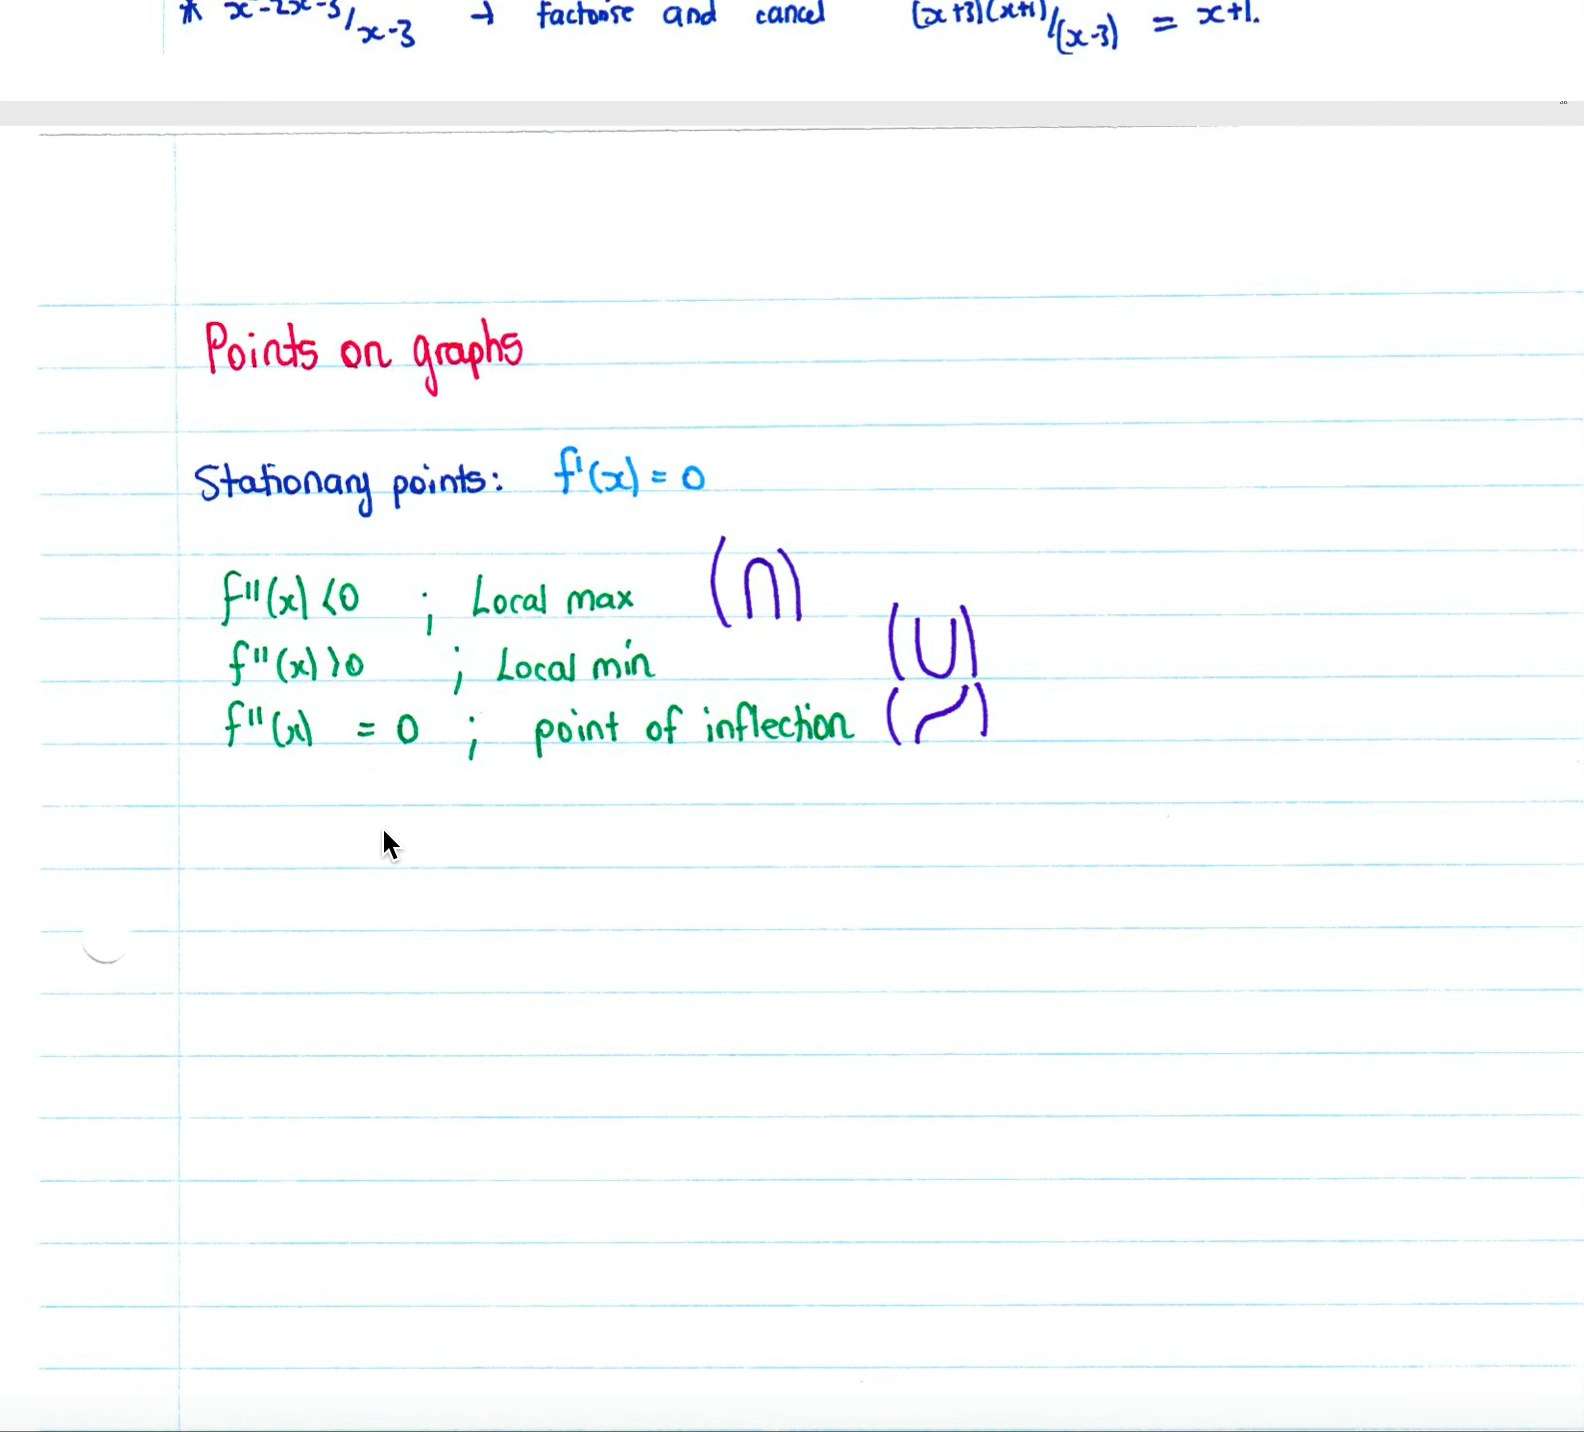 * x²-2x-3/x-3 → factorise and cancel (x+3)(x+1)/(x-3) = x+1.
Points on graphs
Stationary points: f'(x) = 0
f''(x) <0 ; Local max (∩)
f''(x) >0 ; Local min (∪)
f''(x) = 0 ; point of inflection